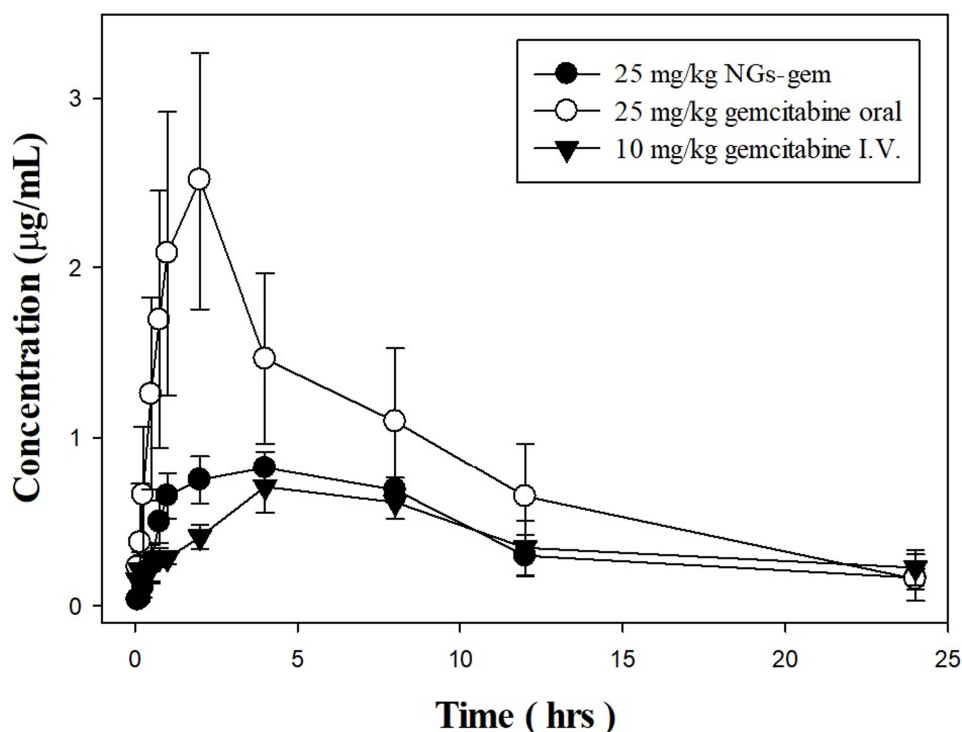 25 mg/kg NGs-gem
25 mg/kg gemcitabine oral
10 mg/kg gemcitabine I.V.
Concentration (μg/mL)
3
2
1
0
0 5 10 15 20 25
Time ( hrs )